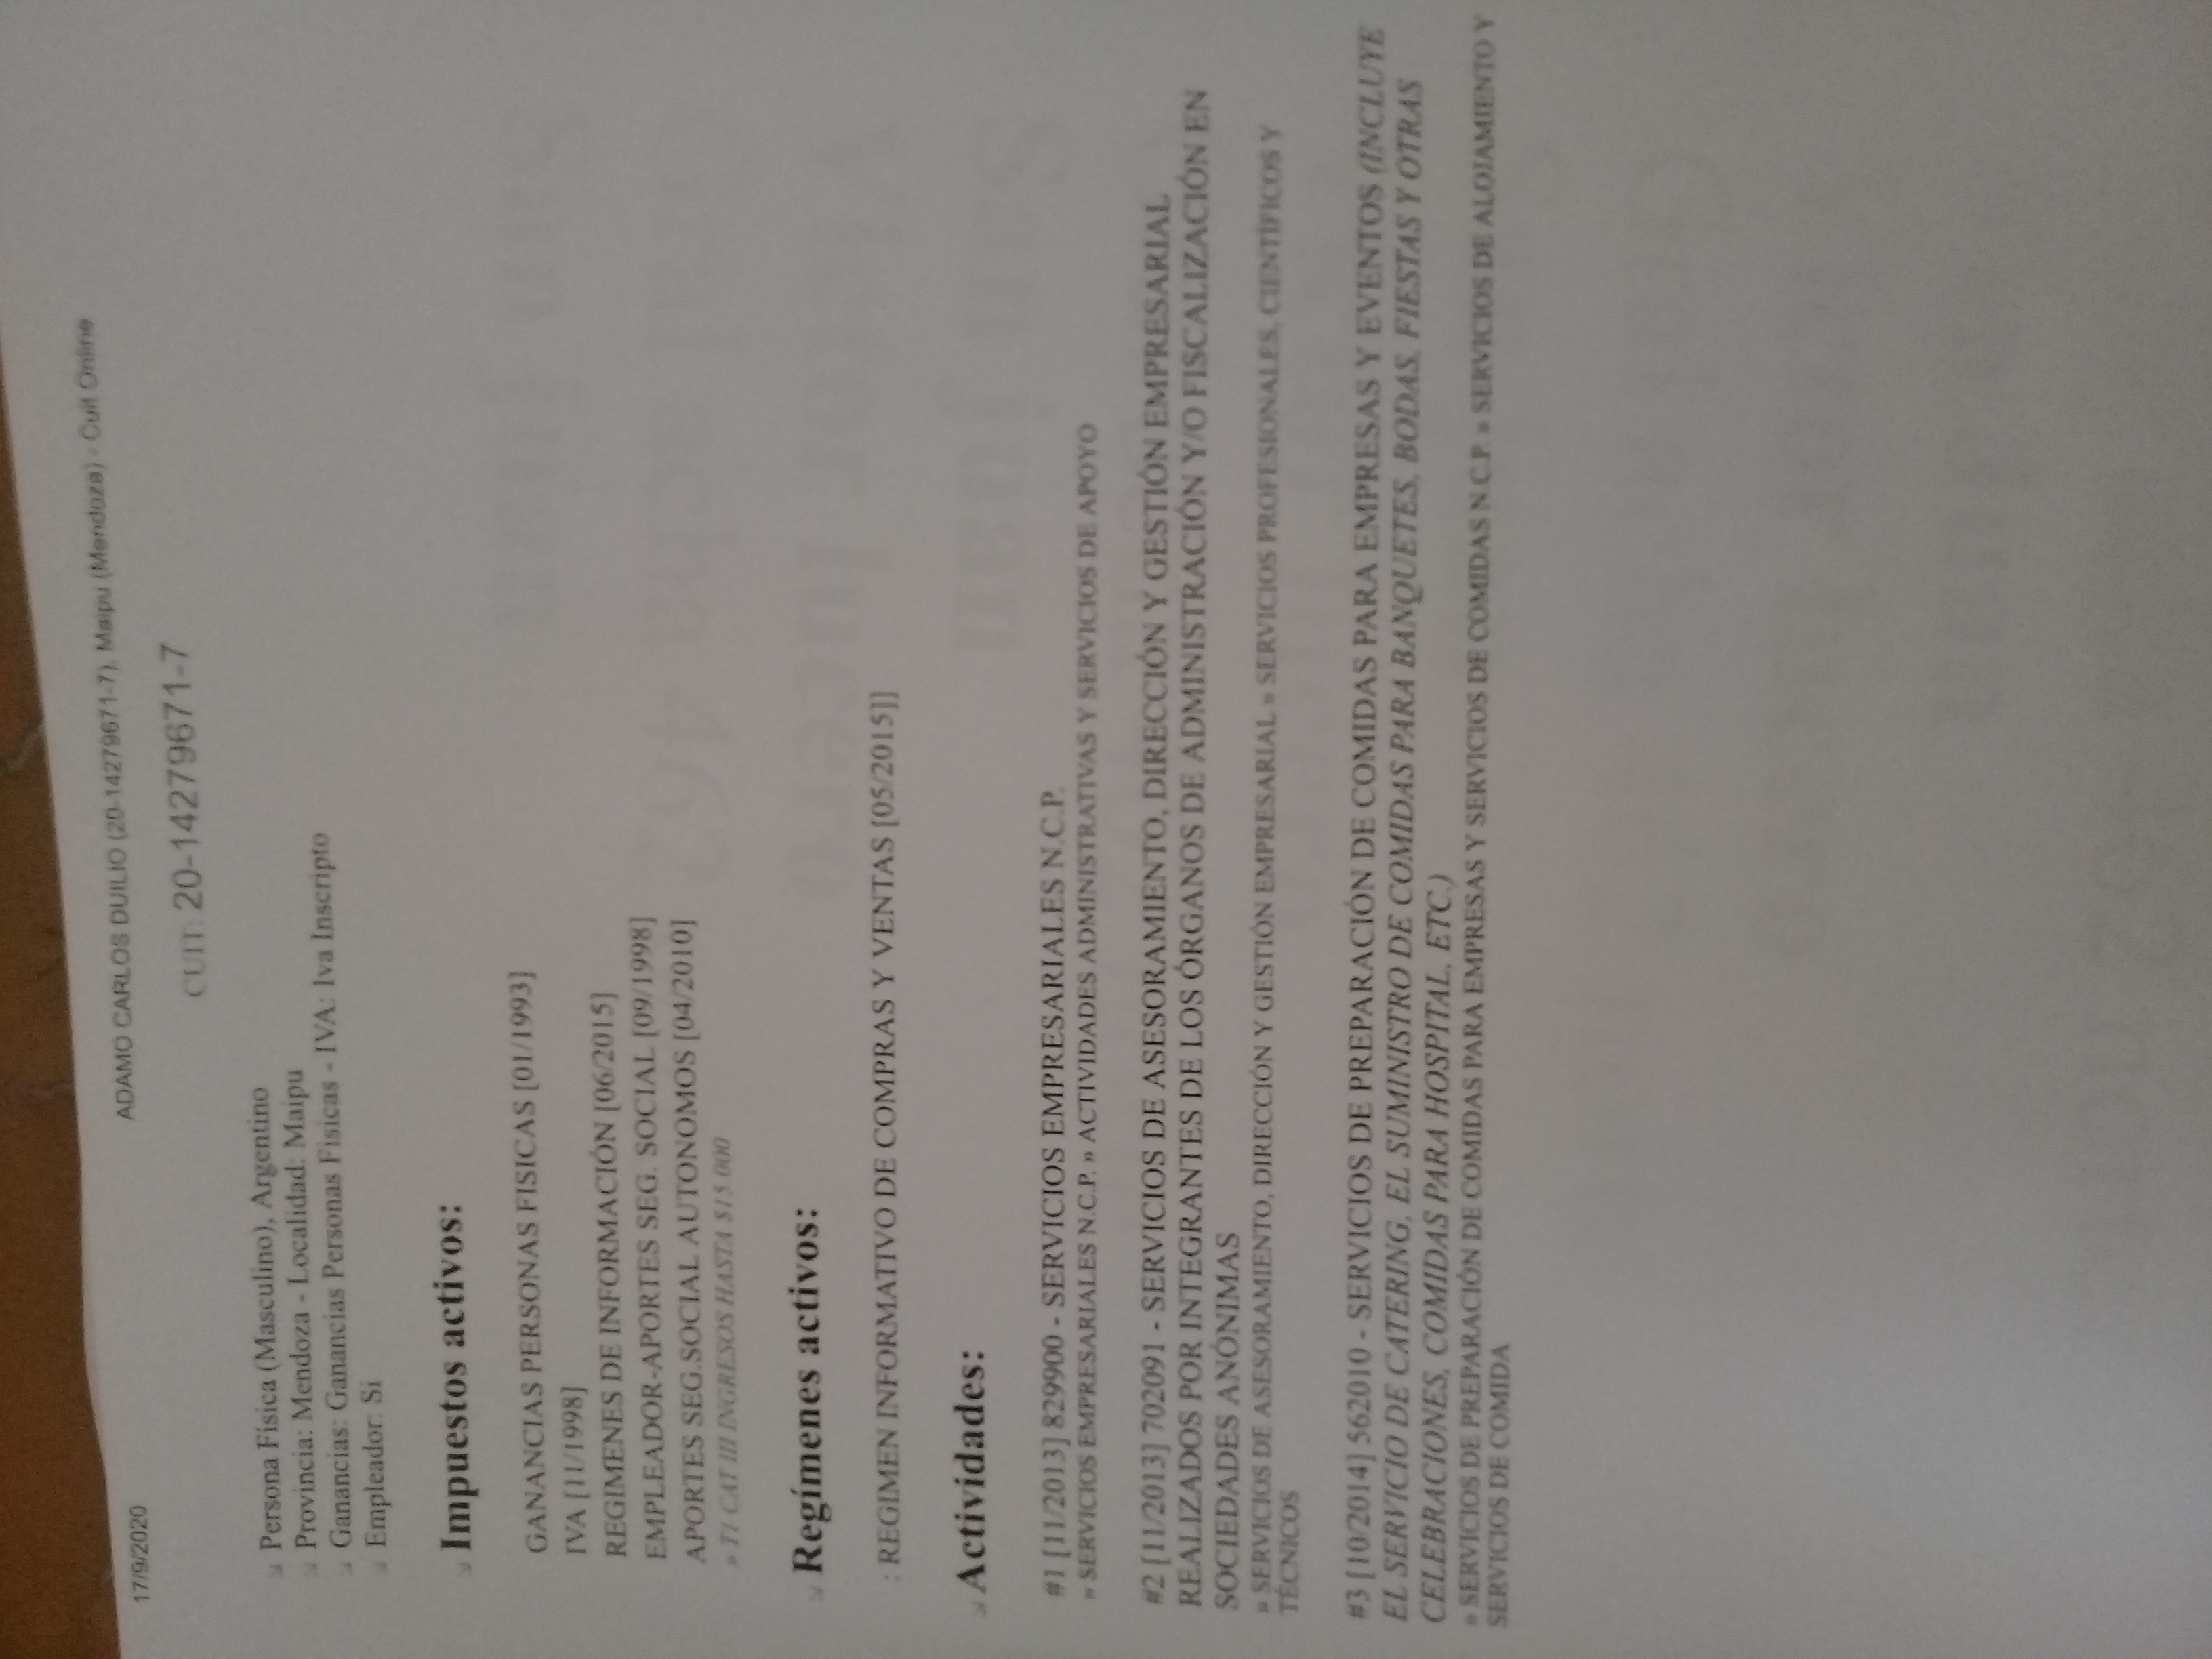 17/9/2020
ADAMO CARLOS DUILIO (20-14279671-7), Maipu (Mendoza) - Cuit Online
CUIT: 20-14279671-7
Persona Física (Masculino), Argentino
Provincia: Mendoza - Localidad: Maipu
Ganancias: Ganancias Personas Fisicas - IVA: Iva Inscripto
Empleador: Si
Impuestos activos:
GANANCIAS PERSONAS FISICAS [01/1993]
IVA [11/1998]
REGIMENES DE INFORMACIÓN [06/2015]
EMPLEADOR-APORTES SEG. SOCIAL [09/1998]
APORTES SEG.SOCIAL AUTONOMOS [04/2010]
» T1 CAT III INGRESOS HASTA $15.000
Regímenes activos:
: REGIMEN INFORMATIVO DE COMPRAS Y VENTAS [05/2015]]
Actividades:
#1 [11/2013] 829900 - SERVICIOS EMPRESARIALES N.C.P.
» SERVICIOS EMPRESARIALES N.C.P. » ACTIVIDADES ADMINISTRATIVAS Y SERVICIOS DE APOYO
#2 [11/2013] 702091 - SERVICIOS DE ASESORAMIENTO, DIRECCIÓN Y GESTIÓN EMPRESARIAL
REALIZADOS POR INTEGRANTES DE LOS ÓRGANOS DE ADMINISTRACIÓN Y/O FISCALIZACIÓN EN
SOCIEDADES ANÓNIMAS
» SERVICIOS DE ASESORAMIENTO, DIRECCIÓN Y GESTIÓN EMPRESARIAL » SERVICIOS PROFESIONALES, CIENTÍFICOS Y
TÉCNICOS
#3 [10/2014] 562010 - SERVICIOS DE PREPARACIÓN DE COMIDAS PARA EMPRESAS Y EVENTOS (INCLUYE
EL SERVICIO DE CATERING, EL SUMINISTRO DE COMIDAS PARA BANQUETES, BODAS, FIESTAS Y OTRAS
CELEBRACIONES, COMIDAS PARA HOSPITAL, ETC.)
» SERVICIOS DE PREPARACIÓN DE COMIDAS PARA EMPRESAS Y SERVICIOS DE COMIDAS N.C.P. » SERVICIOS DE ALOJAMIENTO Y
SERVICIOS DE COMIDA